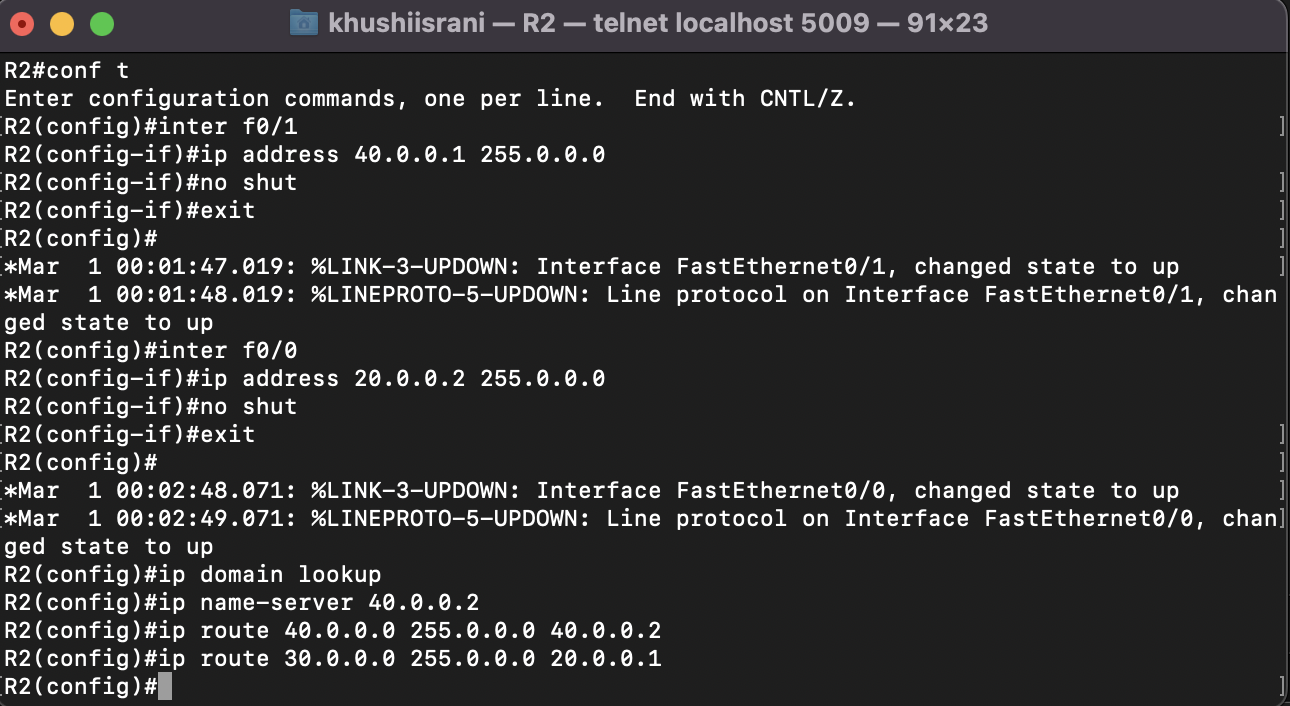 khushiisrani — R2 — telnet localhost 5009 — 91×23
R2#conf t
Enter configuration commands, one per line.  End with CNTL/Z.
[R2(config)#inter f0/1 ]
R2(config-if)#ip address 40.0.0.1 255.0.0.0
[R2(config-if)#no shut ]
[R2(config-if)#exit ]
[R2(config)# ]
[*Mar  1 00:01:47.019: %LINK-3-UPDOWN: Interface FastEthernet0/1, changed state to up ]
*Mar  1 00:01:48.019: %LINEPROTO-5-UPDOWN: Line protocol on Interface FastEthernet0/1, chan
ged state to up
R2(config)#inter f0/0
R2(config-if)#ip address 20.0.0.2 255.0.0.0
R2(config-if)#no shut
[R2(config-if)#exit ]
[R2(config)# ]
[*Mar  1 00:02:48.071: %LINK-3-UPDOWN: Interface FastEthernet0/0, changed state to up ]
[*Mar  1 00:02:49.071: %LINEPROTO-5-UPDOWN: Line protocol on Interface FastEthernet0/0, chan]
ged state to up
R2(config)#ip domain lookup
R2(config)#ip name-server 40.0.0.2
R2(config)#ip route 40.0.0.0 255.0.0.0 40.0.0.2
R2(config)#ip route 30.0.0.0 255.0.0.0 20.0.0.1
[R2(config)# ]